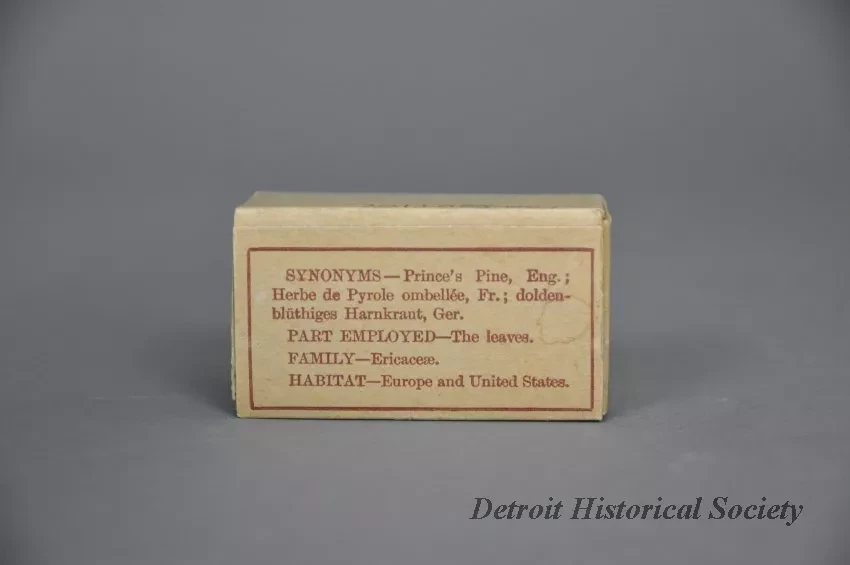 SYNONYMS—Prince's Pine, Eng.;
Herbe de Pyrole ombellée, Fr.; dolden-
blüthiges Harnkraut, Ger.
PART EMPLOYED—The leaves.
FAMILY—Ericaceæ.
HABITAT—Europe and United States.
Detroit Historical Society